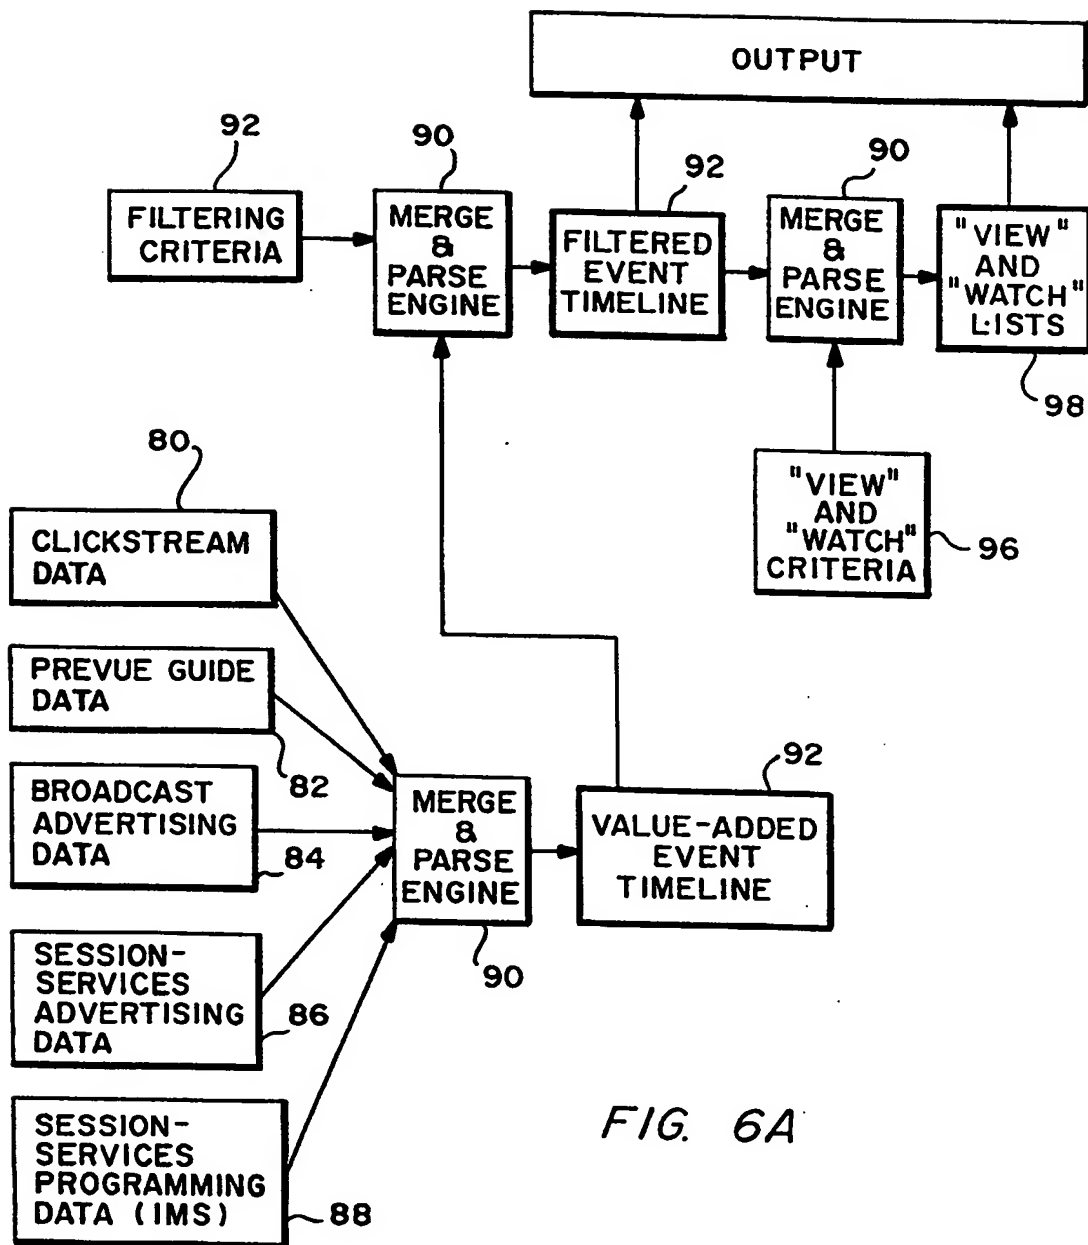 OUTPUT
92
FILTERING
CRITERIA
90
MERGE
&
PARSE
ENGINE
92
FILTERED
EVENT
TIMELINE
90
MERGE
&
PARSE
ENGINE
"VIEW"
AND
"WATCH"
LISTS
98
"VIEW"
AND
"WATCH"
CRITERIA
96
80
CLICKSTREAM
DATA
PREVUE GUIDE
DATA
82
BROADCAST
ADVERTISING
DATA
84
SESSION-
SERVICES
ADVERTISING
DATA
86
SESSION-
SERVICES
PROGRAMMING
DATA (IMS)
88
MERGE
&
PARSE
ENGINE
90
92
VALUE-ADDED
EVENT
TIMELINE
FIG. 6A